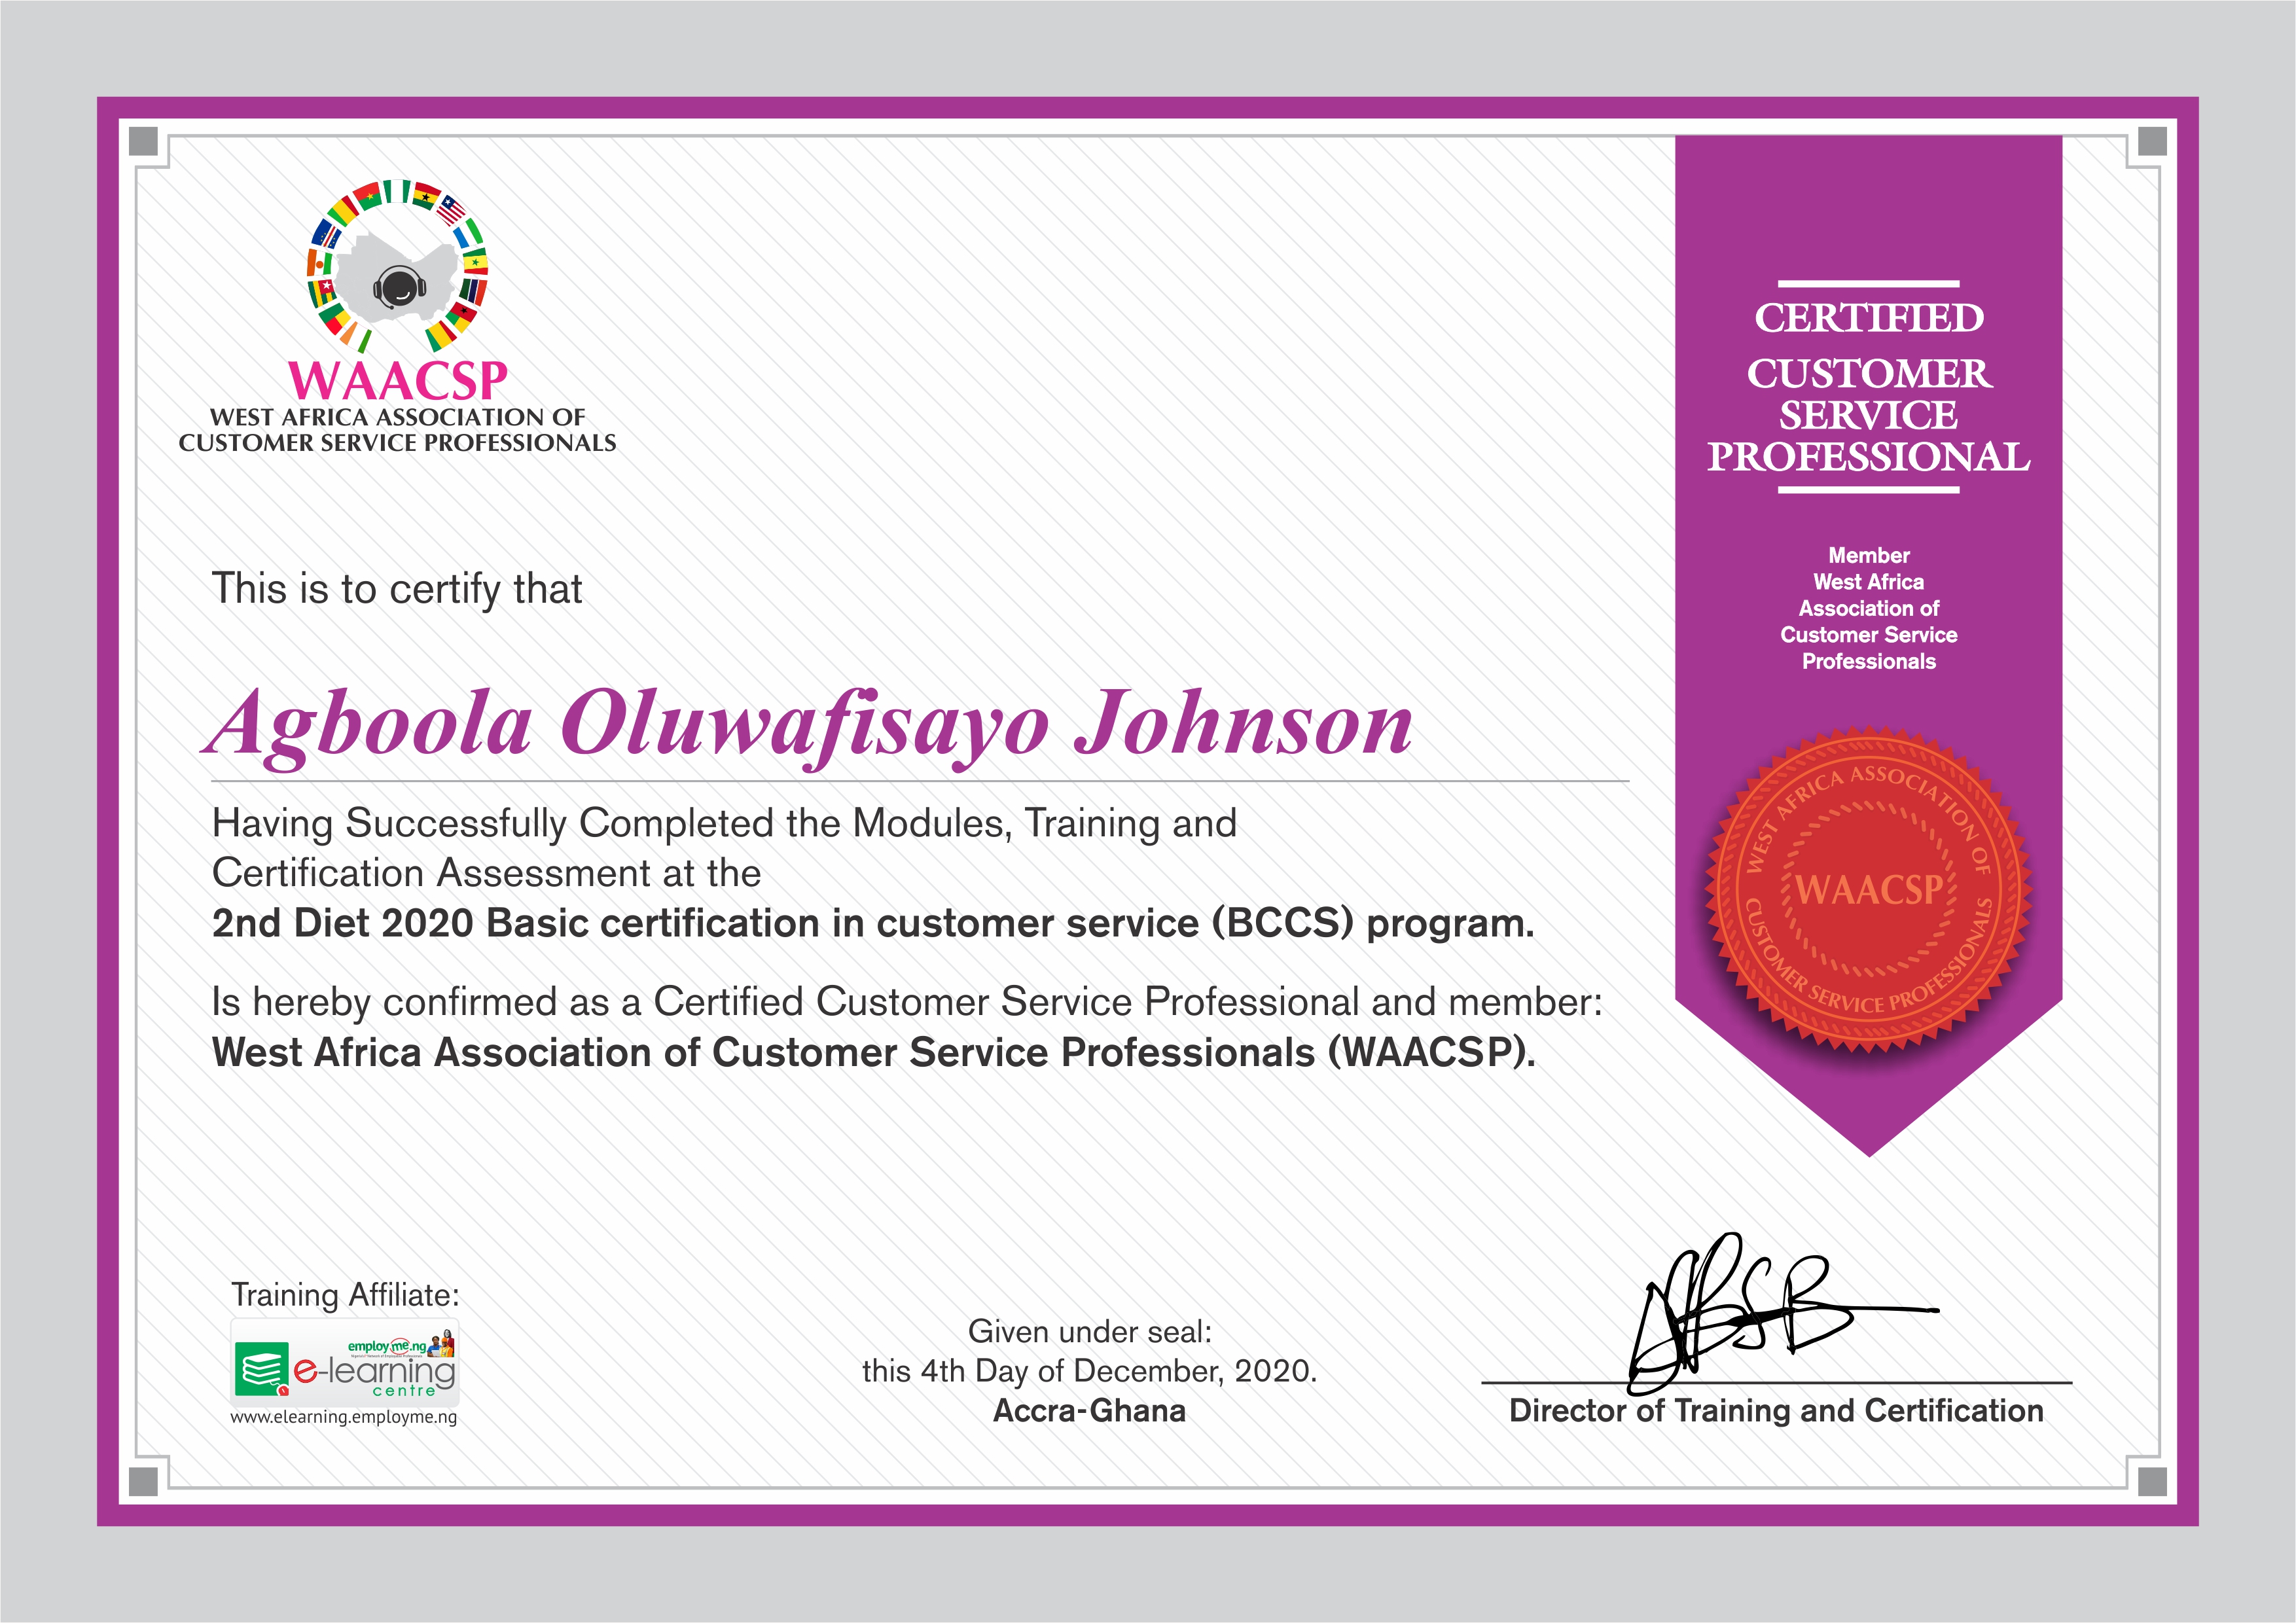 WAACSP
WEST AFRICA ASSOCIATION OF
CUSTOMER SERVICE PROFESSIONALS
CERTIFIED
CUSTOMER
SERVICE
PROFESSIONAL
Member
West Africa
Association of
Customer Service
Professionals
This is to certify that
Agboola Oluwafisayo Johnson
Having Successfully Completed the Modules, Training and
Certification Assessment at the
2nd Diet 2020 Basic certification in customer service (BCCS) program.
Is hereby confirmed as a Certified Customer Service Professional and member:
West Africa Association of Customer Service Professionals (WAACSP).
WEST AFRICA ASSOCIATION OF
WAACSP
CUSTOMER SERVICE PROFESSIONALS
Training Affiliate:
employ me.ng
e-learning
centre
www.elearning.employme.ng
Given under seal:
this 4th Day of December, 2020.
Accra-Ghana
Director of Training and Certification